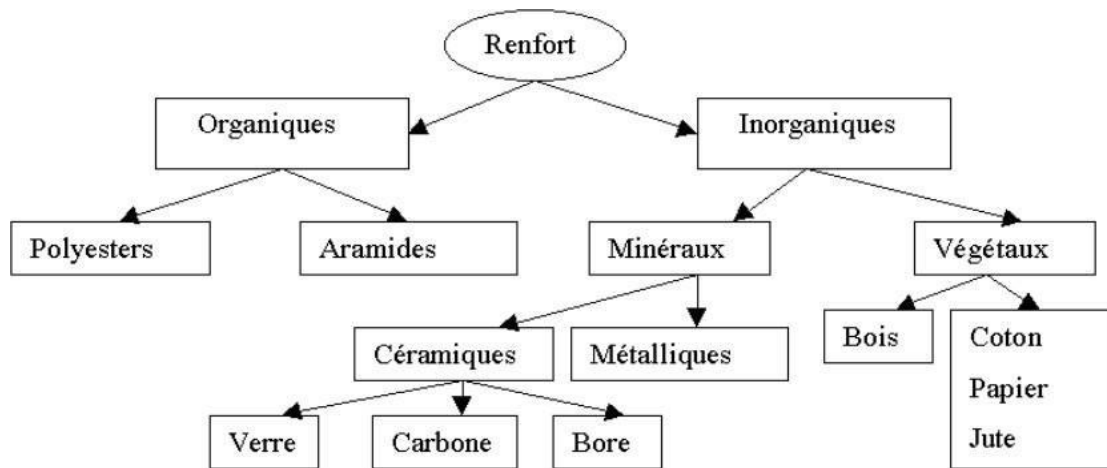 Renfort
Organiques
Inorganiques
Polyesters
Aramides
Minéraux
Végétaux
Céramiques
Métalliques
Bois
Coton
Papier
Jute
Verre
Carbone
Bore